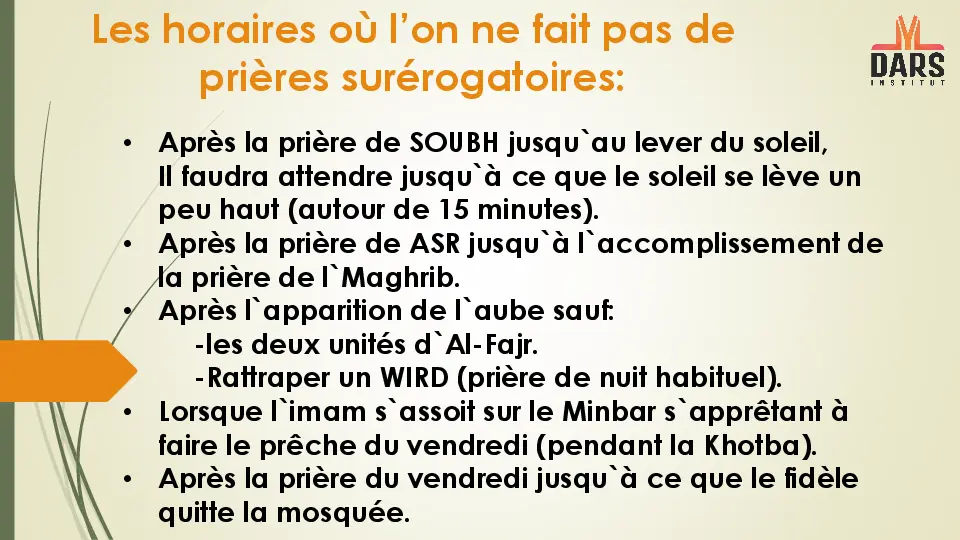 Les horaires où l'on ne fait pas de
prières surérogatoires:
DARS
INSTITUT
• Après la prière de SOUBH jusqu`au lever du soleil,
Il faudra attendre jusqu`à ce que le soleil se lève un
peu haut (autour de 15 minutes).
• Après la prière de ASR jusqu`à l`accomplissement de
la prière de l`Maghrib.
• Après l`apparition de l`aube sauf:
-les deux unités d`Al-Fajr.
-Rattraper un WIRD (prière de nuit habituel).
• Lorsque l`imam s`assoit sur le Minbar s`apprêtant à
faire le prêche du vendredi (pendant la Khotba).
• Après la prière du vendredi jusqu`à ce que le fidèle
quitte la mosquée.